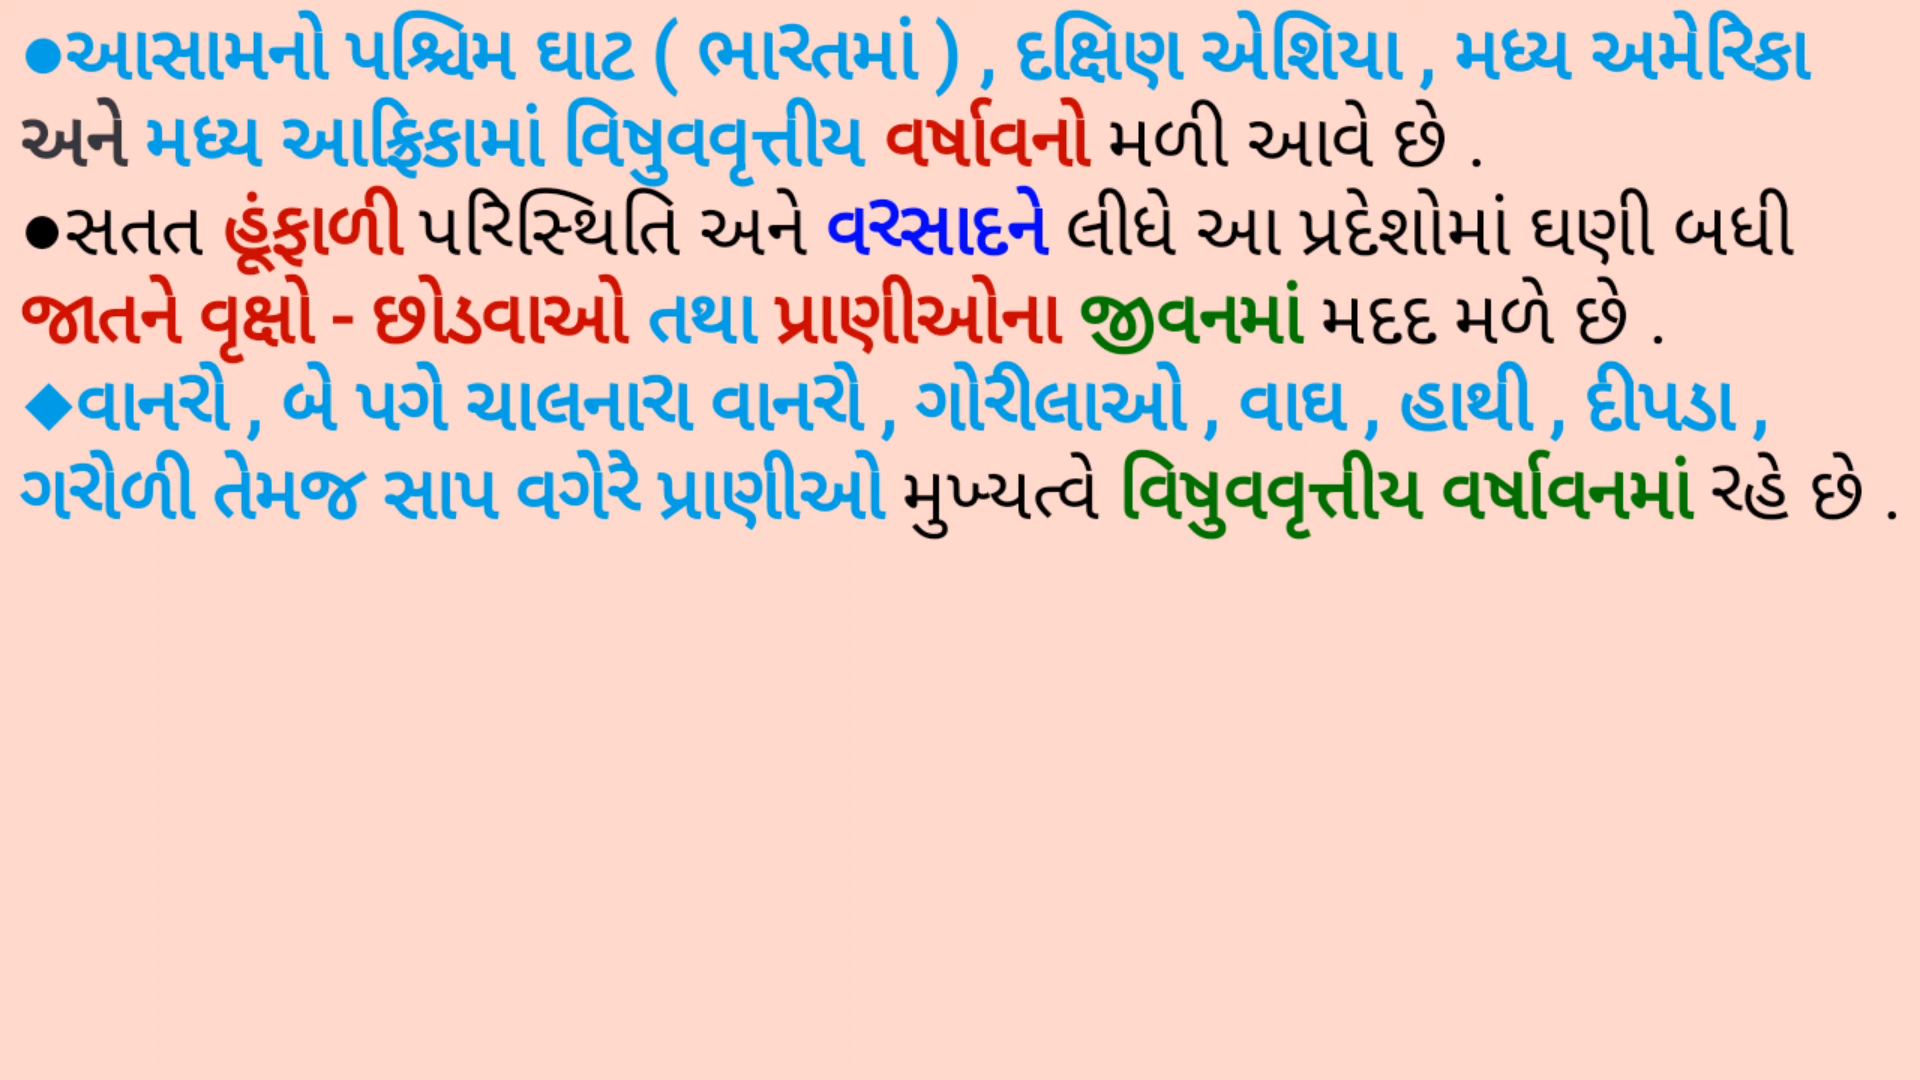 ●આસામનો પશ્ચિમ ઘાટ ( ભારતમાં ) , દક્ષિણ એશિયા , મધ્ય અમેરિકા
અને મધ્ય આફ્રિકામાં વિષુવવૃત્તીય વર્ષાવનો મળી આવે છે .
●સતત હૂંફાળી પરિસ્થિતિ અને વરસાદને લીધે આ પ્રદેશોમાં ઘણી બધી
જાતને વૃક્ષો - છોડવાઓ તથા પ્રાણીઓના જીવનમાં મદદ મળે છે .
◆વાનરો , બે પગે ચાલનારા વાનરો , ગોરીલાઓ , વાઘ , હાથી , દીપડા ,
ગરોળી તેમજ સાપ વગેરે પ્રાણીઓ મુખ્યત્વે વિષુવવૃત્તીય વર્ષાવનમાં રહે છે .